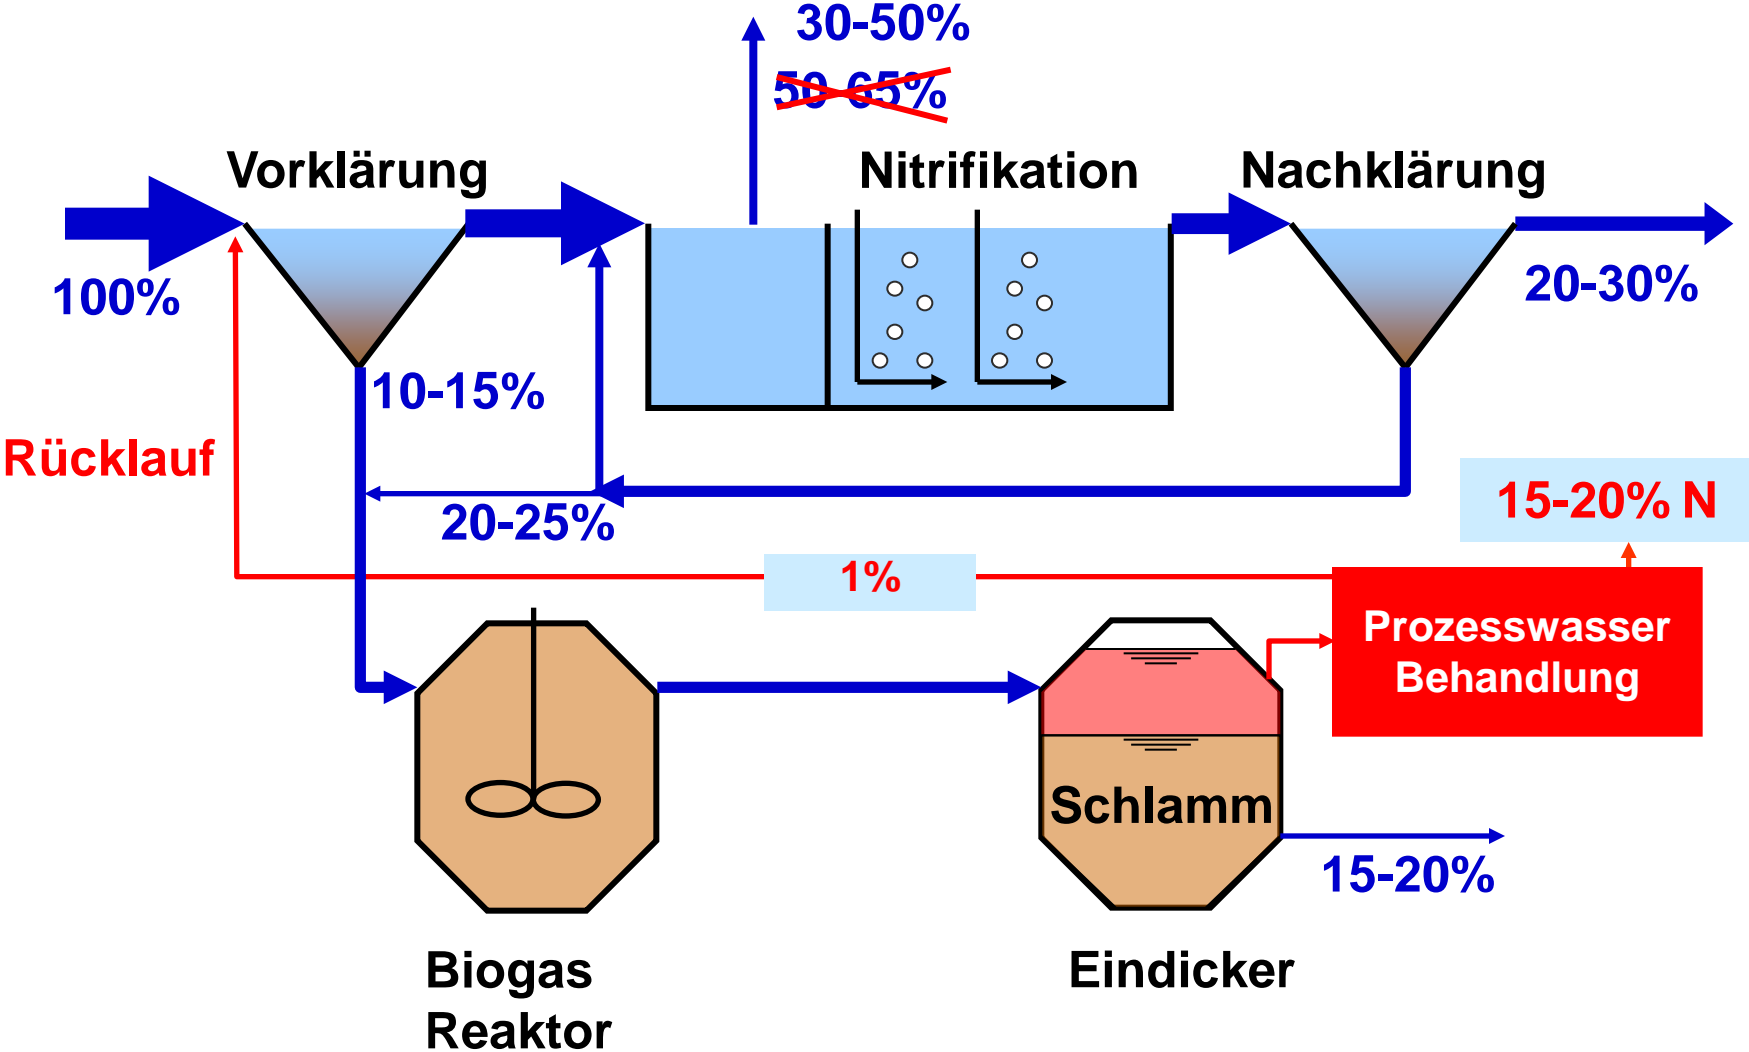 30-50%
50-65%
Vorklärung
Nitrifikation
Nachklärung
100%
20-30%
10-15%
Rücklauf
20-25%
15-20% N
1%
Prozesswasser
Behandlung
Schlamm
15-20%
Biogas
Reaktor
Eindicker